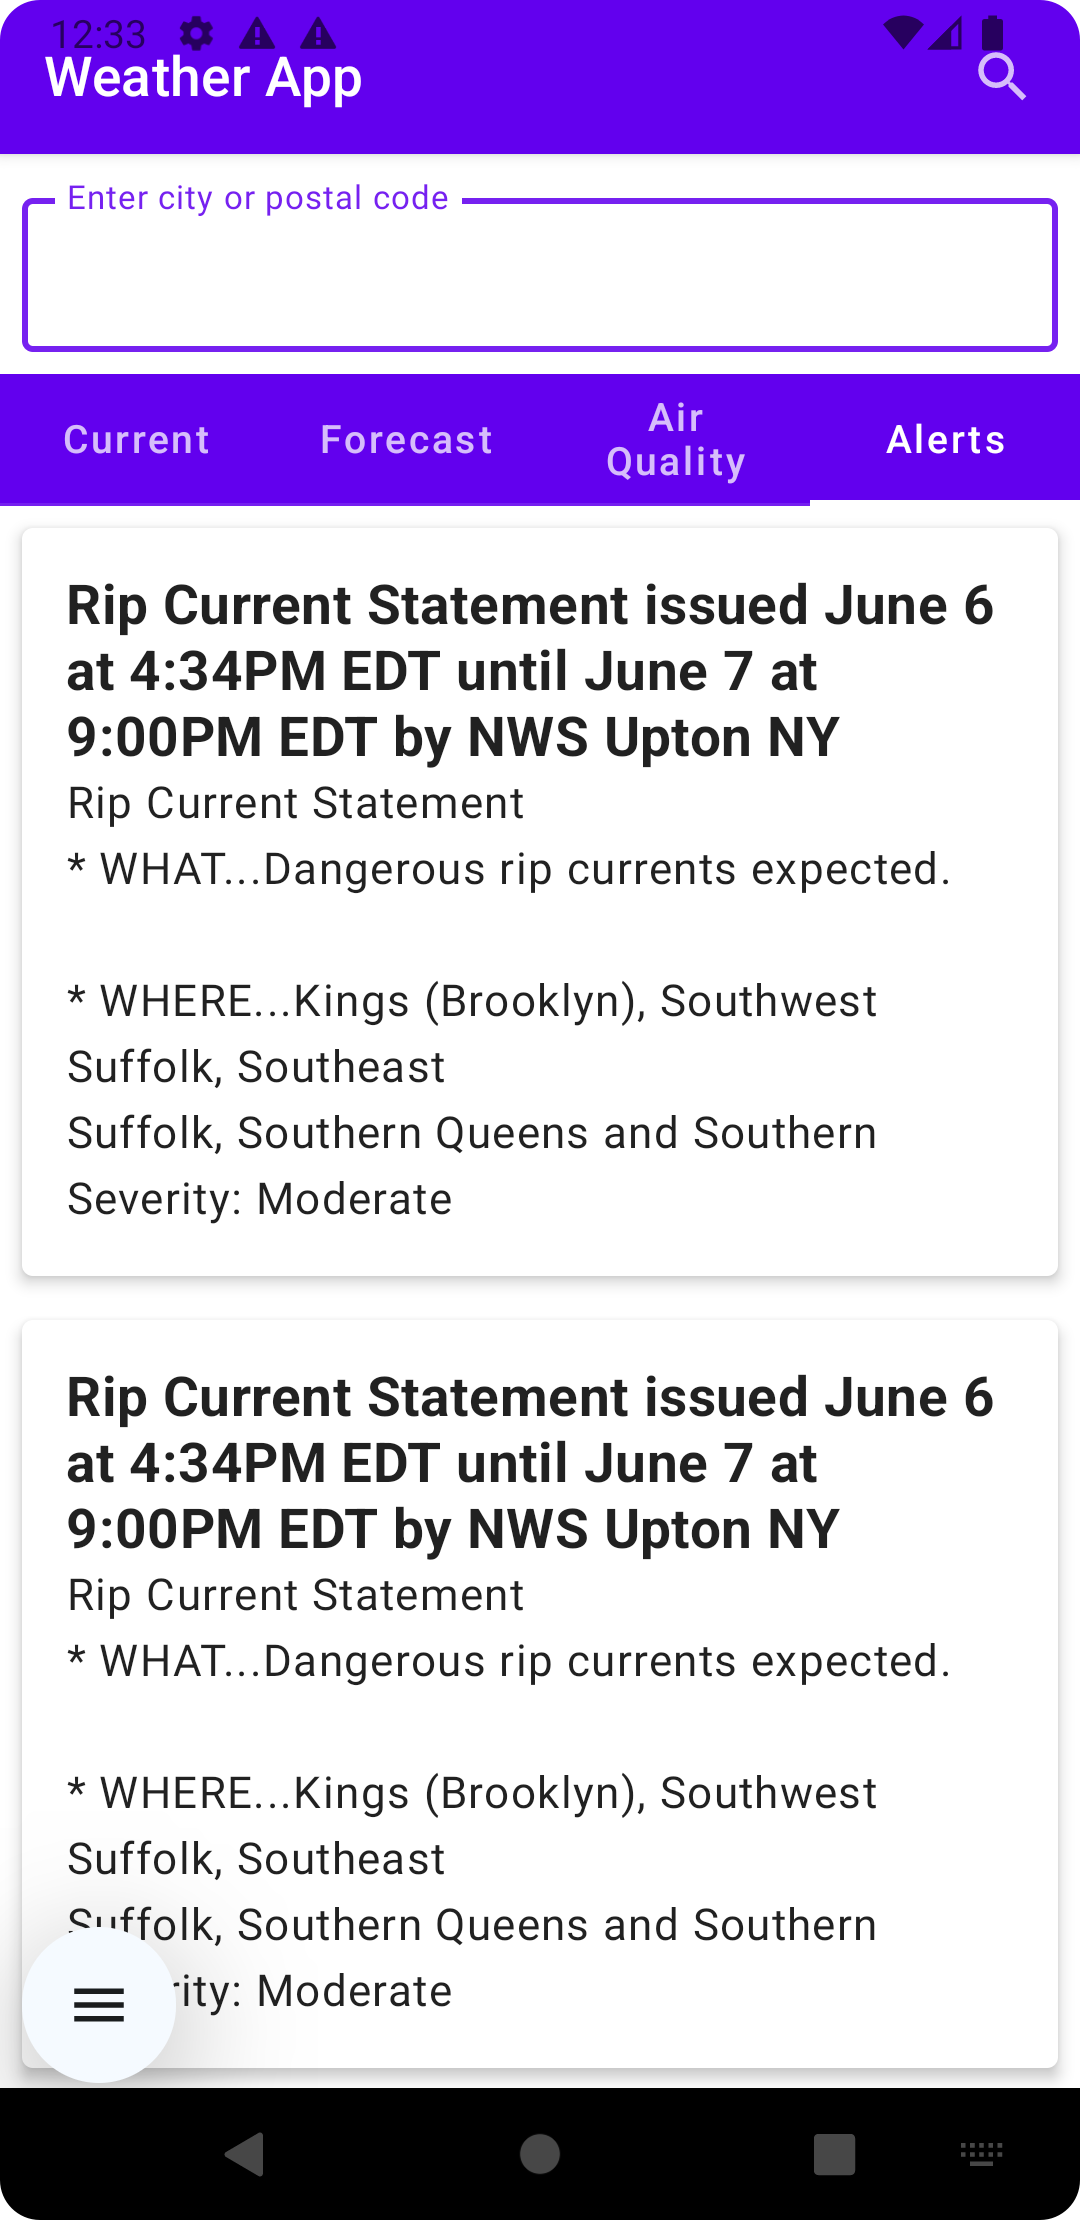 12:33
Weather App
Enter city or postal code
Current
Forecast
Air
Quality
Alerts
Rip Current Statement issued June 6
at 4:34PM EDT until June 7 at
9:00PM EDT by NWS Upton NY
Rip Current Statement
* WHAT...Dangerous rip currents expected.
* WHERE...Kings (Brooklyn), Southwest
Suffolk, Southeast
Suffolk, Southern Queens and Southern
Severity: Moderate
Rip Current Statement issued June 6
at 4:34PM EDT until June 7 at
9:00PM EDT by NWS Upton NY
Rip Current Statement
* WHAT...Dangerous rip currents expected.
* WHERE...Kings (Brooklyn), Southwest
Suffolk, Southeast
Suffolk, Southern Queens and Southern
rity: Moderate